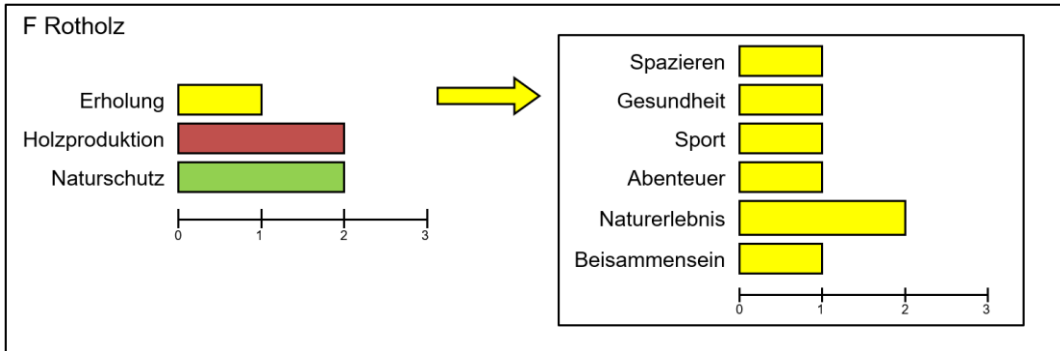 F Rotholz
Erholung
Holzproduktion
Naturschutz
0 1 2 3
Spazieren
Gesundheit
Sport
Abenteuer
Naturerlebnis
Beisammensein
0 1 2 3